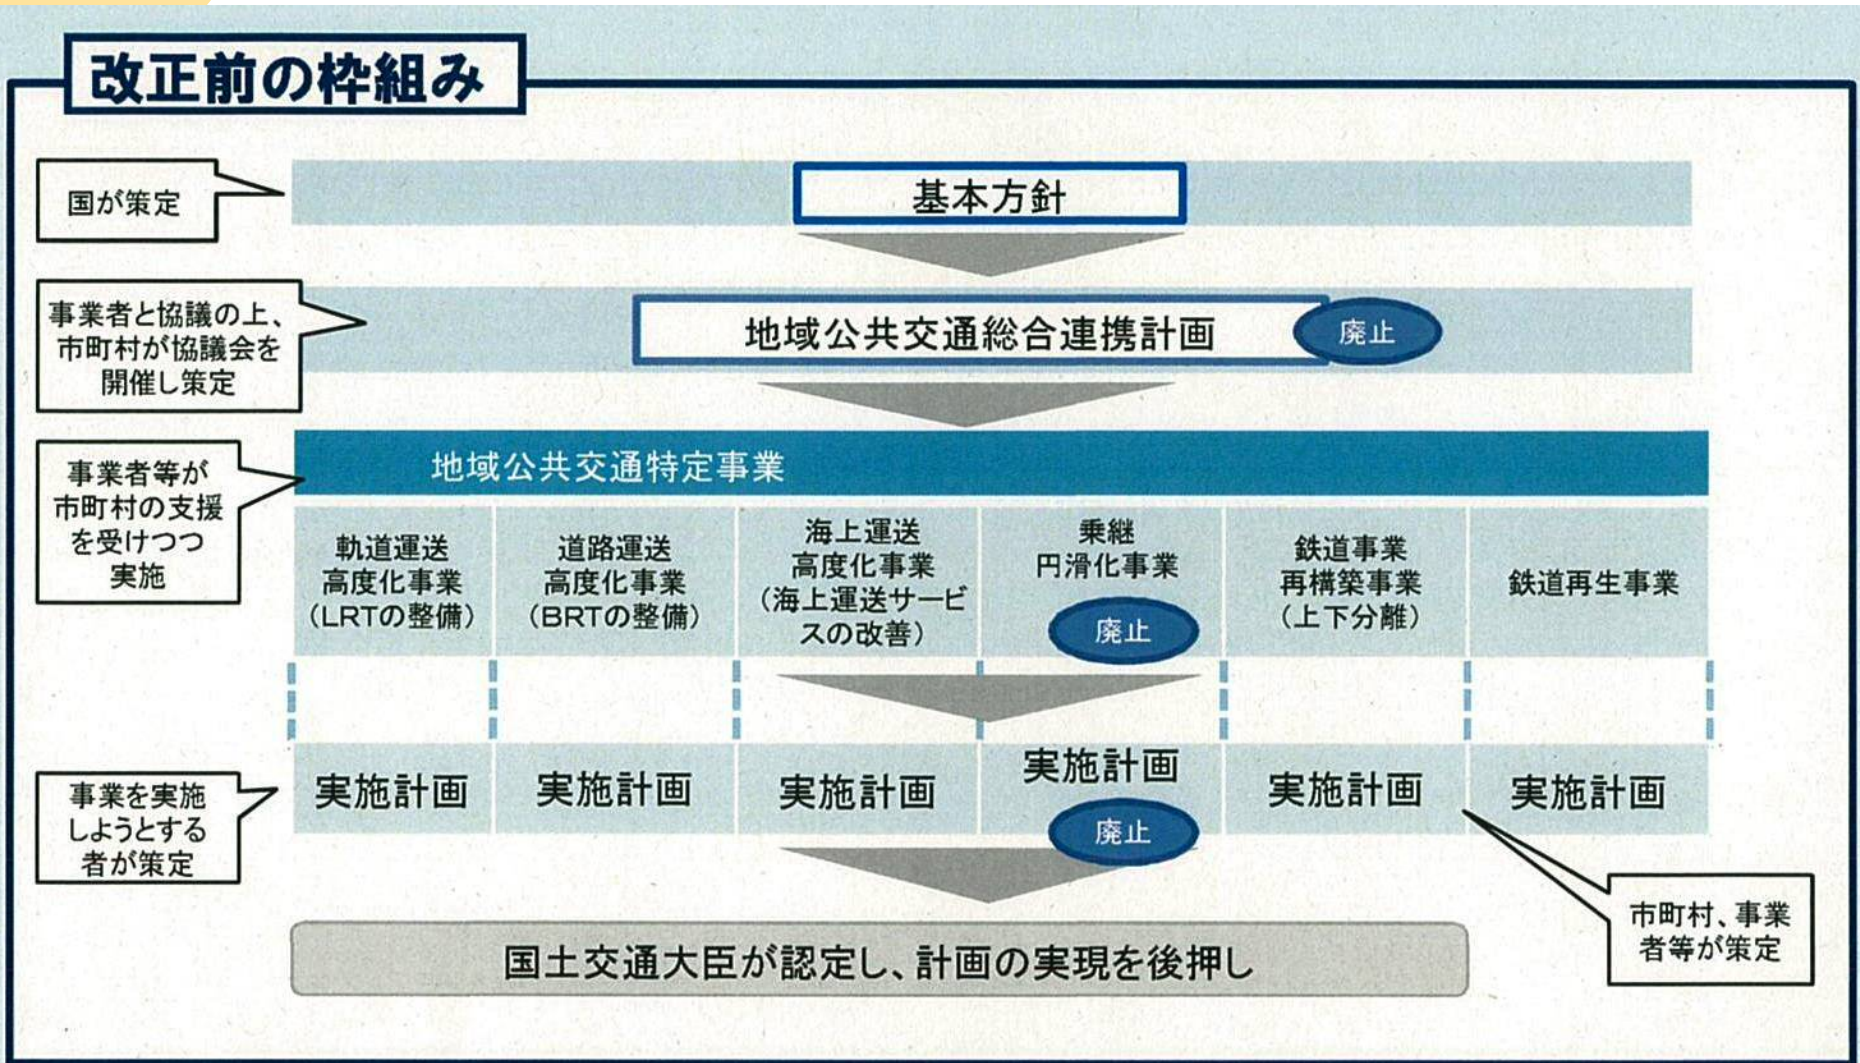 改正前の枠組み
国が策定
基本方針
事業者と協議の上、
市町村が協議会を
開催し策定
地域公共交通総合連携計画
廃止
事業者等が
市町村の支援
を受けつつ
実施
地域公共交通特定事業
軌道運送
高度化事業
(LRTの整備)
道路運送
高度化事業
(BRTの整備)
海上運送
高度化事業
(海上運送サービ
スの改善)
乗継
円滑化事業
廃止
鉄道事業
再構築事業
(上下分離)
鉄道再生事業
事業を実施
しようとする
者が策定
実施計画
実施計画
実施計画
実施計画
廃止
実施計画
実施計画
市町村、事業
者等が策定
国土交通大臣が認定し、計画の実現を後押し